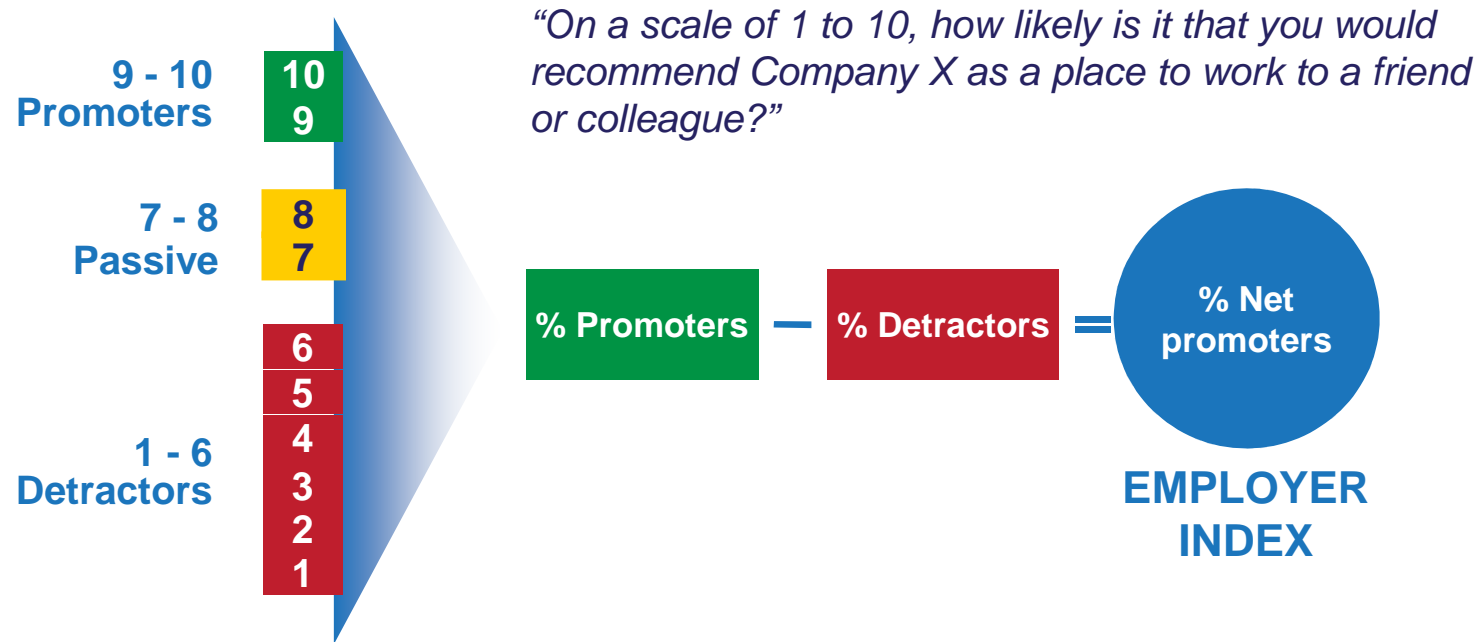 “On a scale of 1 to 10, how likely is it that you would
recommend Company X as a place to work to a friend
or colleague?”
9 - 10
Promoters
10
9
7 - 8
Passive
8
7
1 - 6
Detractors
6
5
4
3
2
1
% Promoters
—
% Detractors
=
% Net
promoters
EMPLOYER
INDEX